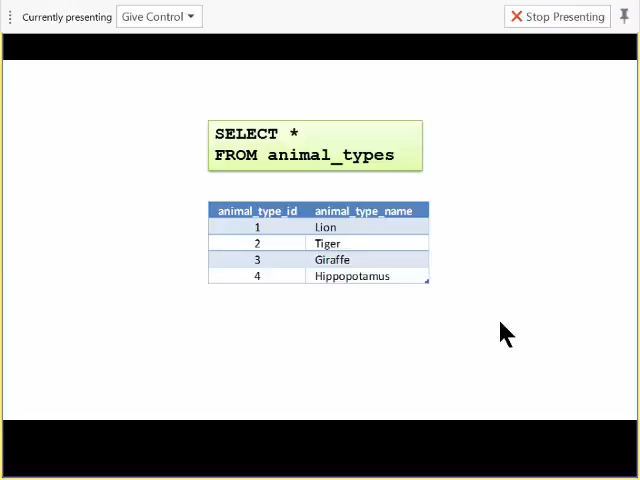 Currently presenting Give Control Stop Presenting
SELECT *
FROM animal_types
animal_type_id animal_type_name
1 Lion
2 Tiger
3 Giraffe
4 Hippopotamus